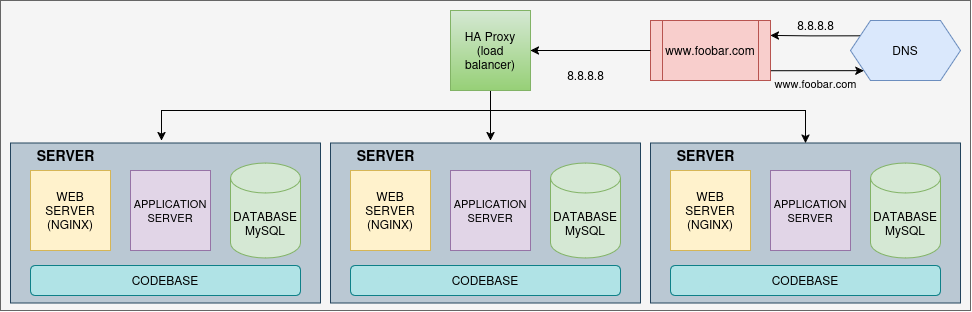 HA Proxy
(load
balancer)
8.8.8.8
www.foobar.com
8.8.8.8
www.foobar.com
DNS
SERVER
WEB
SERVER
(NGINX)
APPLICATION
SERVER
DATABASE
MySQL
CODEBASE
SERVER
WEB
SERVER
(NGINX)
APPLICATION
SERVER
DATABASE
MySQL
CODEBASE
SERVER
WEB
SERVER
(NGINX)
APPLICATION
SERVER
DATABASE
MySQL
CODEBASE